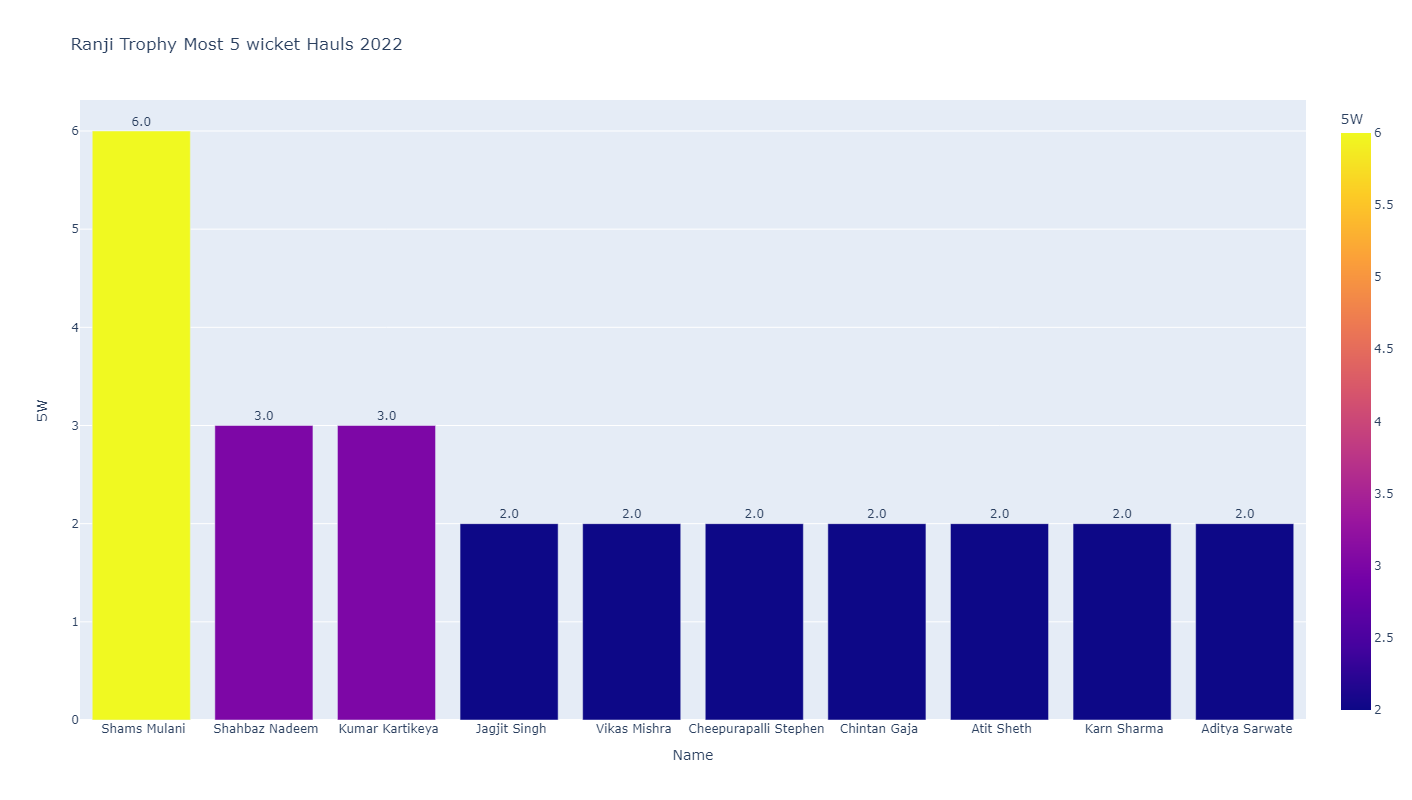 Ranji Trophy Most 5 wicket Hauls 2022
5W
6
5
4
3
2
1
0
6.0
3.0
3.0
2.0
2.0
2.0
2.0
2.0
2.0
2.0
Shams Mulani
Shahbaz Nadeem
Kumar Kartikeya
Jagjit Singh
Vikas Mishra
Cheepurapalli Stephen
Chintan Gaja
Atit Sheth
Karn Sharma
Aditya Sarwate
Name
5W
6
5.5
5
4.5
4
3.5
3
2.5
2